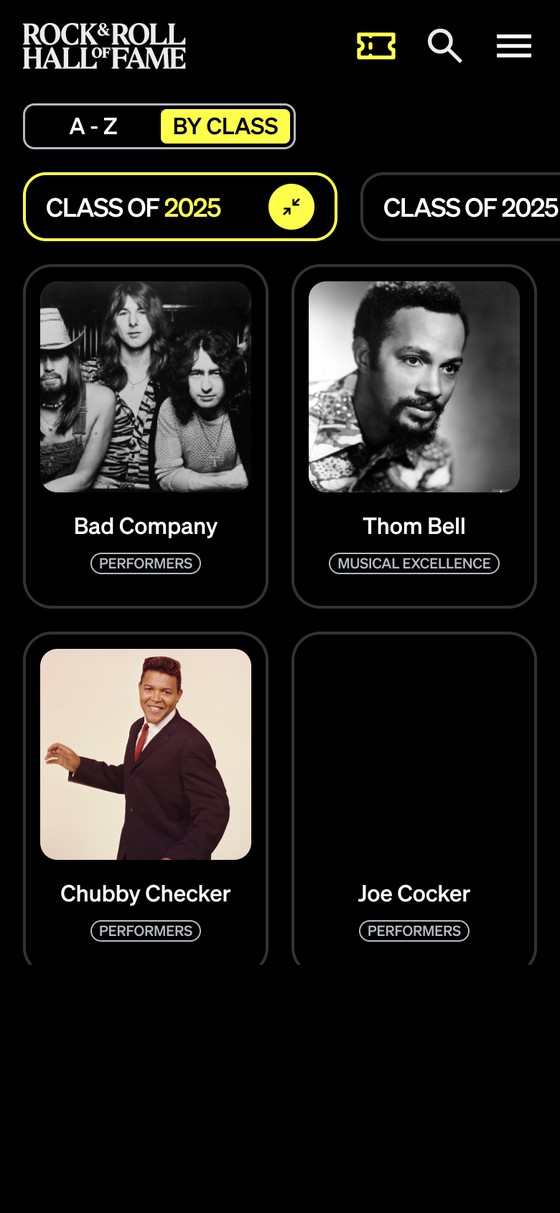 ROCK&ROLL
HALL OF FAME
A - Z
BY CLASS
CLASS OF 2025
CLASS OF 2025
Bad Company
PERFORMERS
Thom Bell
MUSICAL EXCELLENCE
Chubby Checker
PERFORMERS
Joe Cocker
PERFORMERS